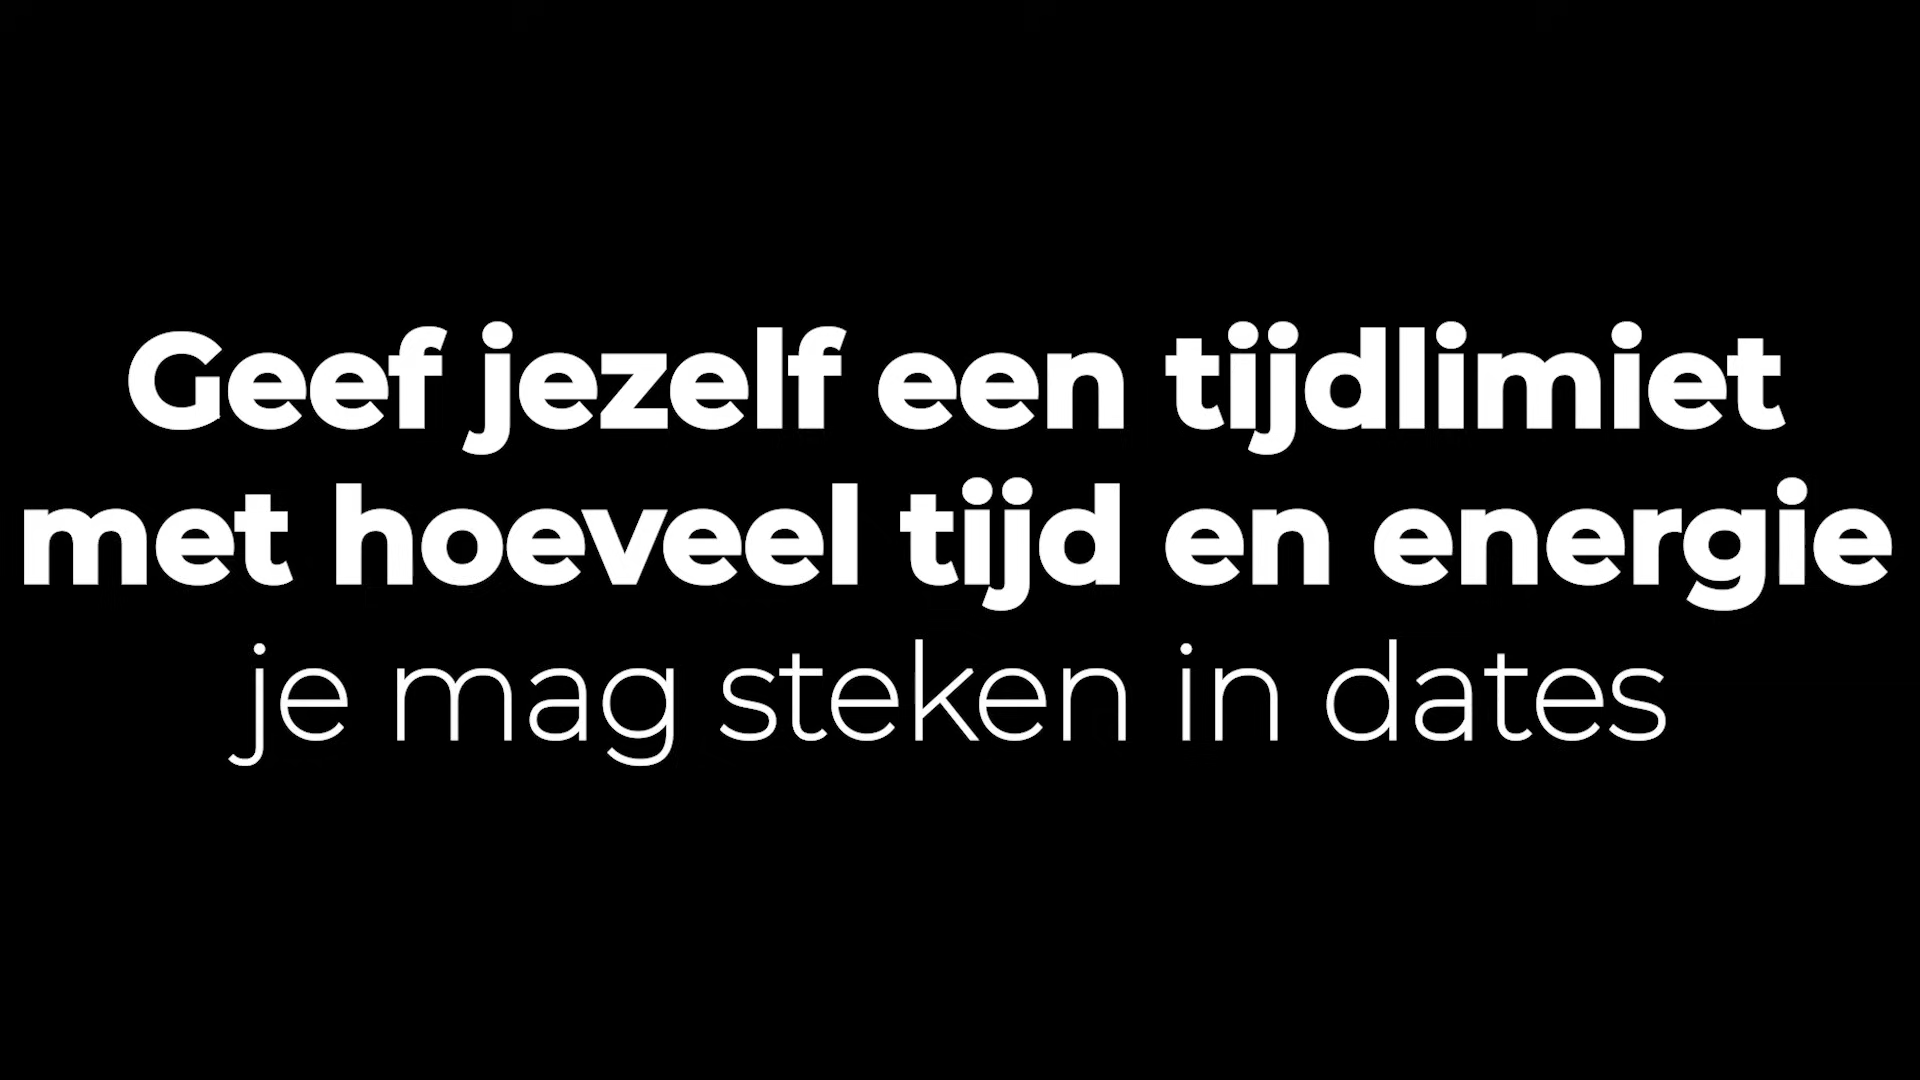 Geef jezelf een tijdlimiet
met hoeveel tijd en energie
je mag steken in dates